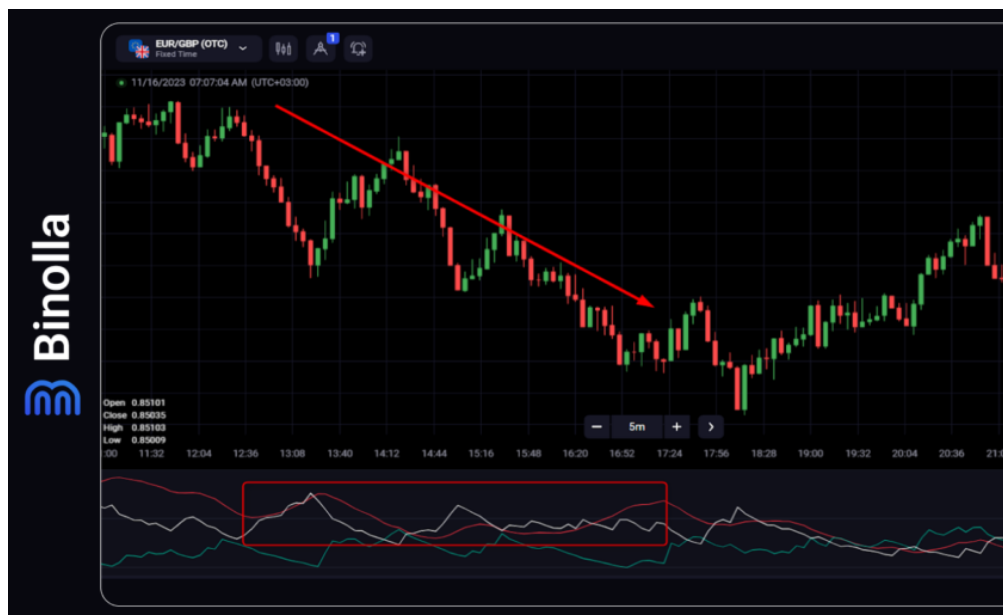 Binolla
EUR/GBP (OTC)
Fixed Time
1
11/16/2023 07:07:04 AM (UTC+03:00)
Open 0.85101
Close 0.85035
High 0.85103
Low 0.85009
− 5m + >
:00 11:32 12:04 12:36 13:08 13:40 14:12 14:44 15:16 15:48 16:20 16:52 17:24 17:56 18:28 19:00 19:32 20:04 20:36 21:0